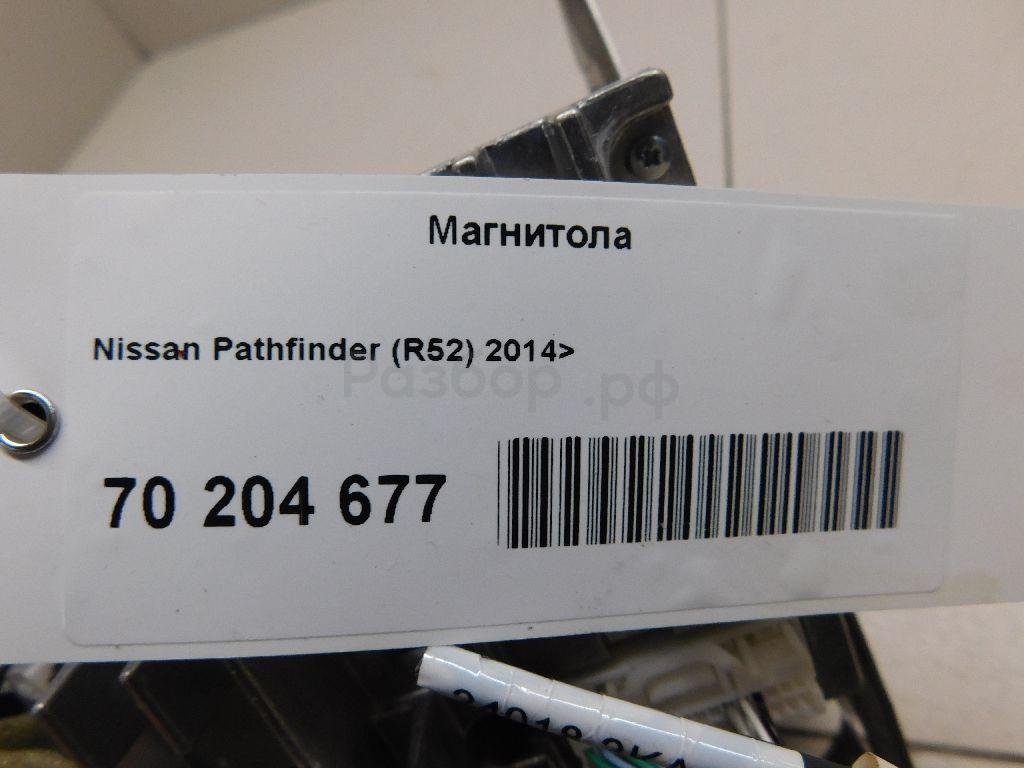 Магнитола
Nissan Pathfinder (R52) 2014>
Разбор.рф
70 204 677